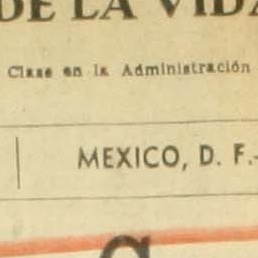 DE LA VIDA
Clase en la Administración
MEXICO, D. F.-